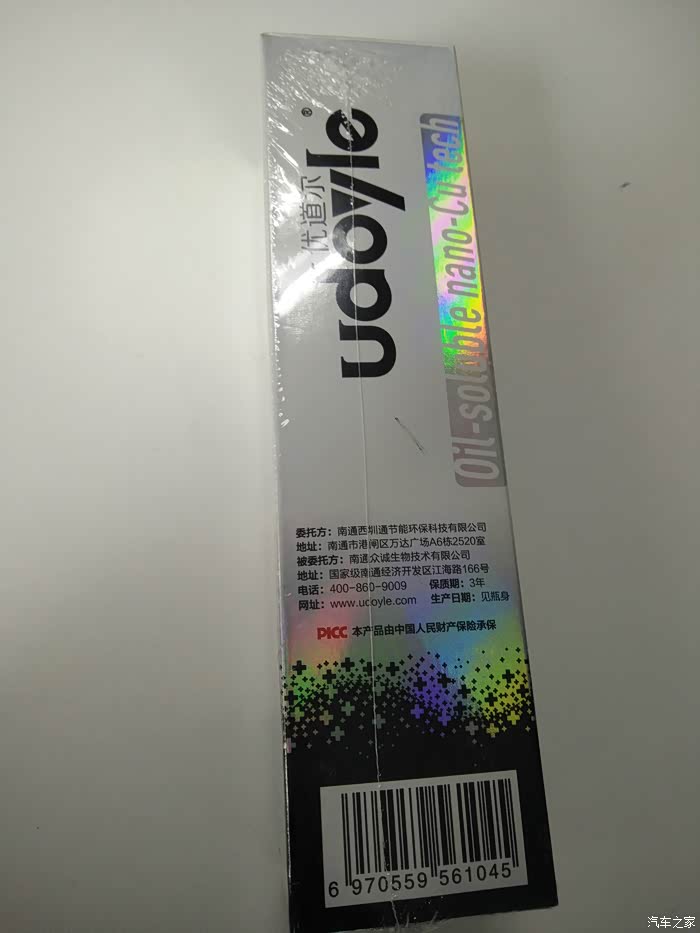 udoyle®
优道尔
Oil-soluble nano-Cu tech
委托方：南通西圳通节能环保科技有限公司
地址：南通市港闸区万达广场A6栋2520室
被委托方：南通众诚生物技术有限公司
地址：国家级南通经济开发区江海路166号
电话：400-860-9009 保质期：3年
网址：www.udoyle.com 生产日期：见瓶身
PICC 本产品由中国人民财产保险承保
6 970559 561045
汽车之家